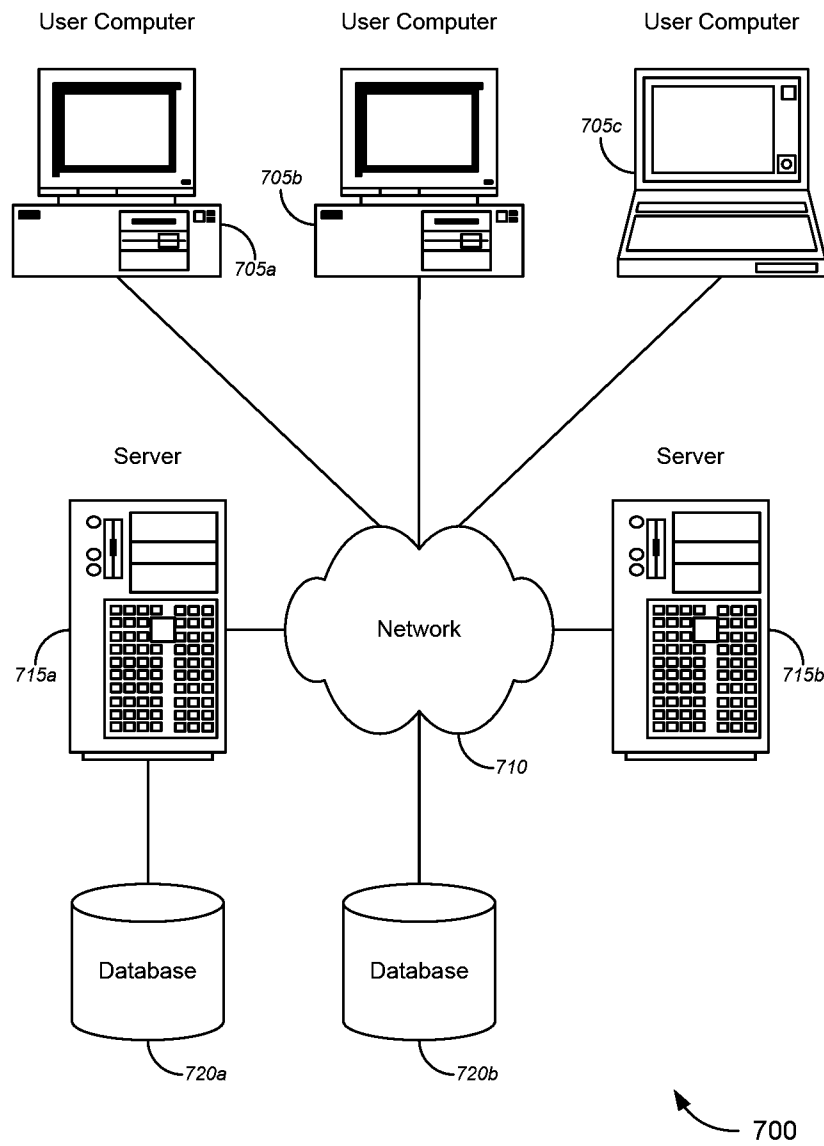 User Computer
User Computer
User Computer
705c
705b
705a
Server
Server
Network
715a
715b
710
Database
Database
720a
720b
700